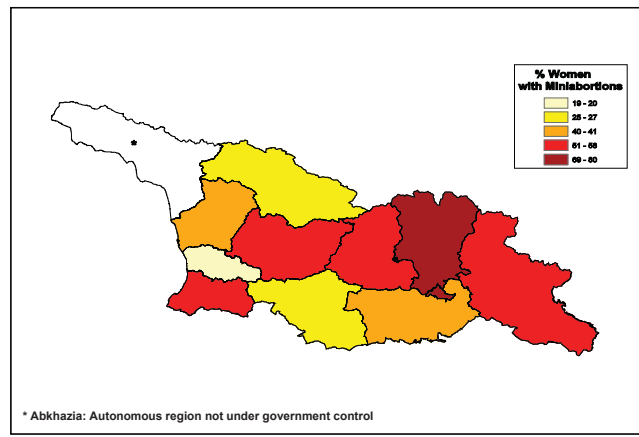 % Women
with Miniabortions
19 - 20
25 - 27
40 - 41
51 - 58
69 - 80
*
* Abkhazia: Autonomous region not under government control